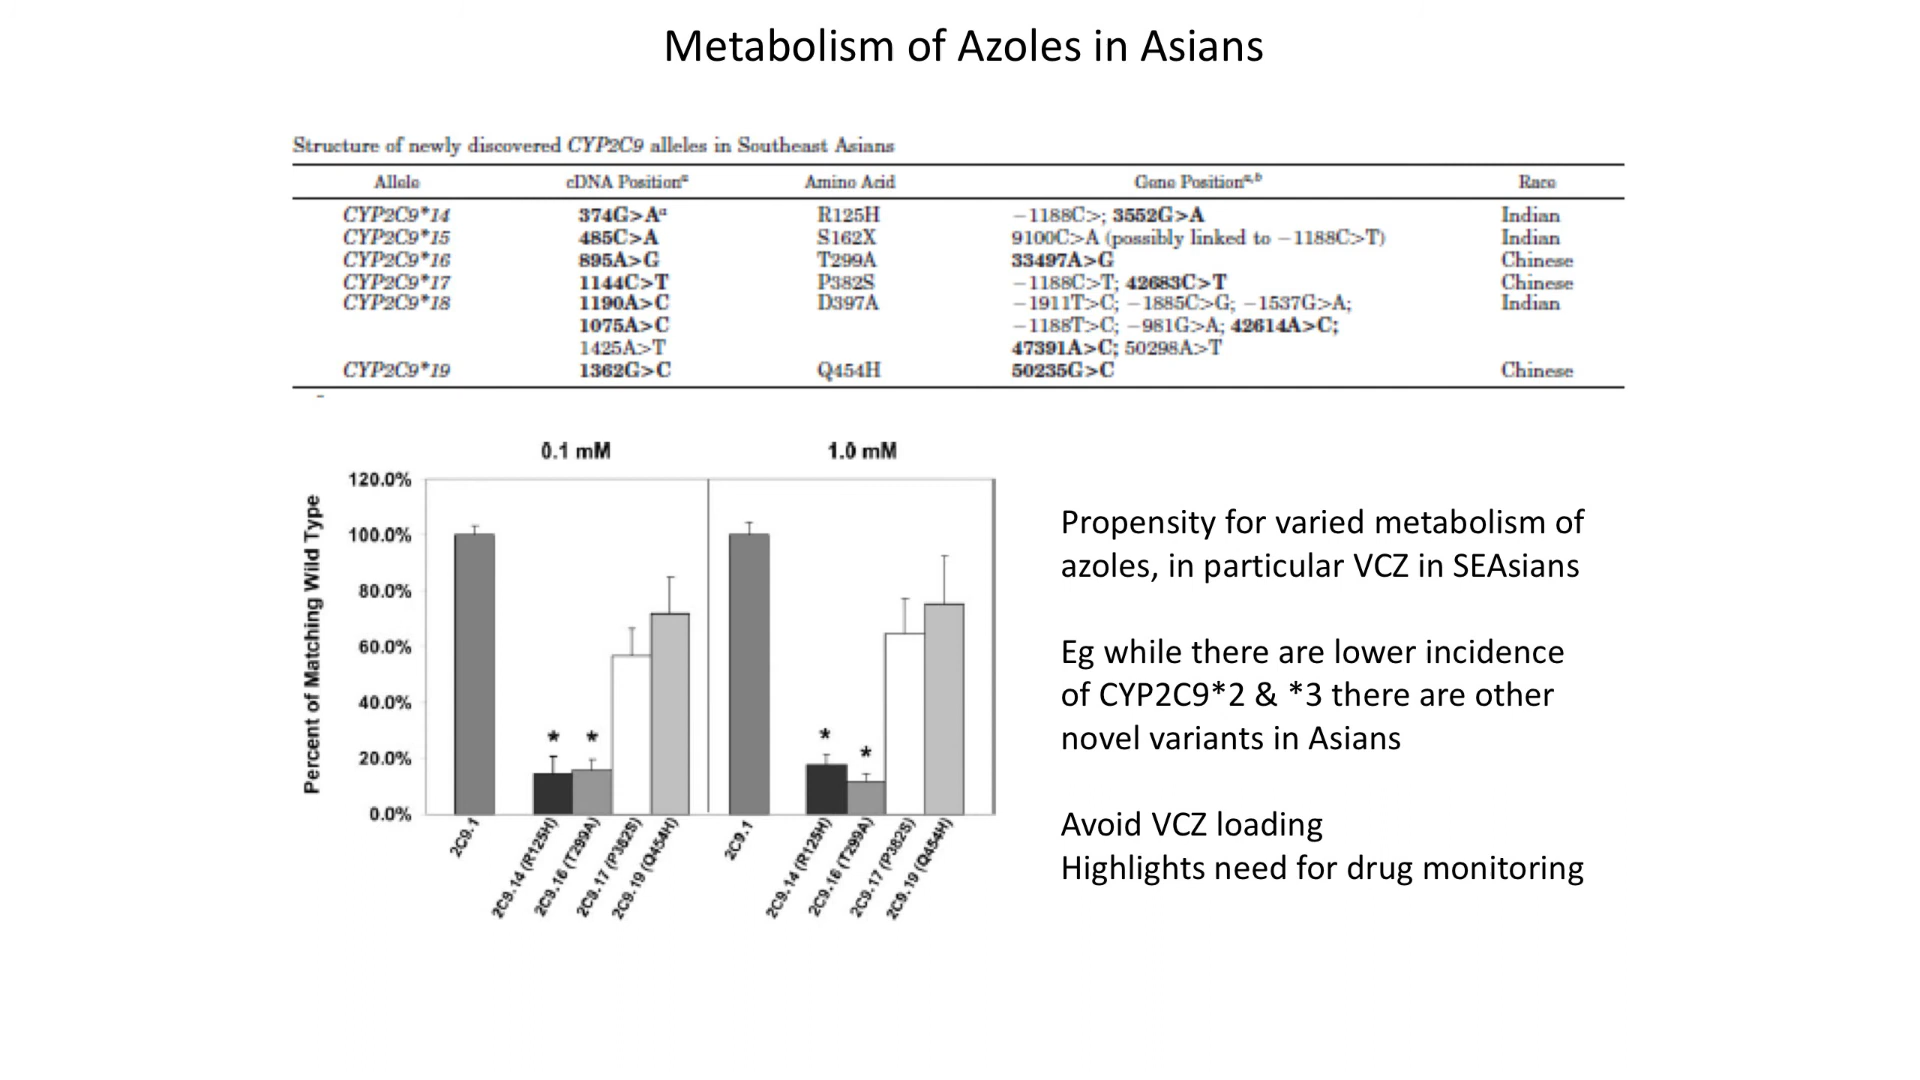 Metabolism of Azoles in Asians
Structure of newly discovered CYP2C9 alleles in Southeast Asians
Allele cDNA Positionᵃ Amino Acid Gene Positionᵃ,ᵇ Race
CYP2C9*14 374G>Aᵃ R125H −1188C>; 3552G>A Indian
CYP2C9*15 485C>A S162X 9100C>A (possibly linked to −1188C>T) Indian
CYP2C9*16 895A>G T299A 33497A>G Chinese
CYP2C9*17 1144C>T P382S −1188C>T; 42683C>T Chinese
CYP2C9*18 1190A>C D397A −1911T>C; −1885C>G; −1537G>A; Indian
1075A>C −1188T>C; −981G>A; 42614A>C;
1425A>T 47391A>C; 50298A>T
CYP2C9*19 1362G>C Q454H 50235G>C Chinese
0.1 mM 1.0 mM
Percent of Matching Wild Type
120.0%
100.0%
80.0%
60.0%
40.0%
20.0%
0.0%
* * * *
2C9.1 2C9.14 (R125H) 2C9.16 (T299A) 2C9.17 (P382S) 2C9.19 (Q454H)
2C9.1 2C9.14 (R125H) 2C9.16 (T299A) 2C9.17 (P382S) 2C9.19 (Q454H)
Propensity for varied metabolism of
azoles, in particular VCZ in SEAsians
Eg while there are lower incidence
of CYP2C9*2 & *3 there are other
novel variants in Asians
Avoid VCZ loading
Highlights need for drug monitoring